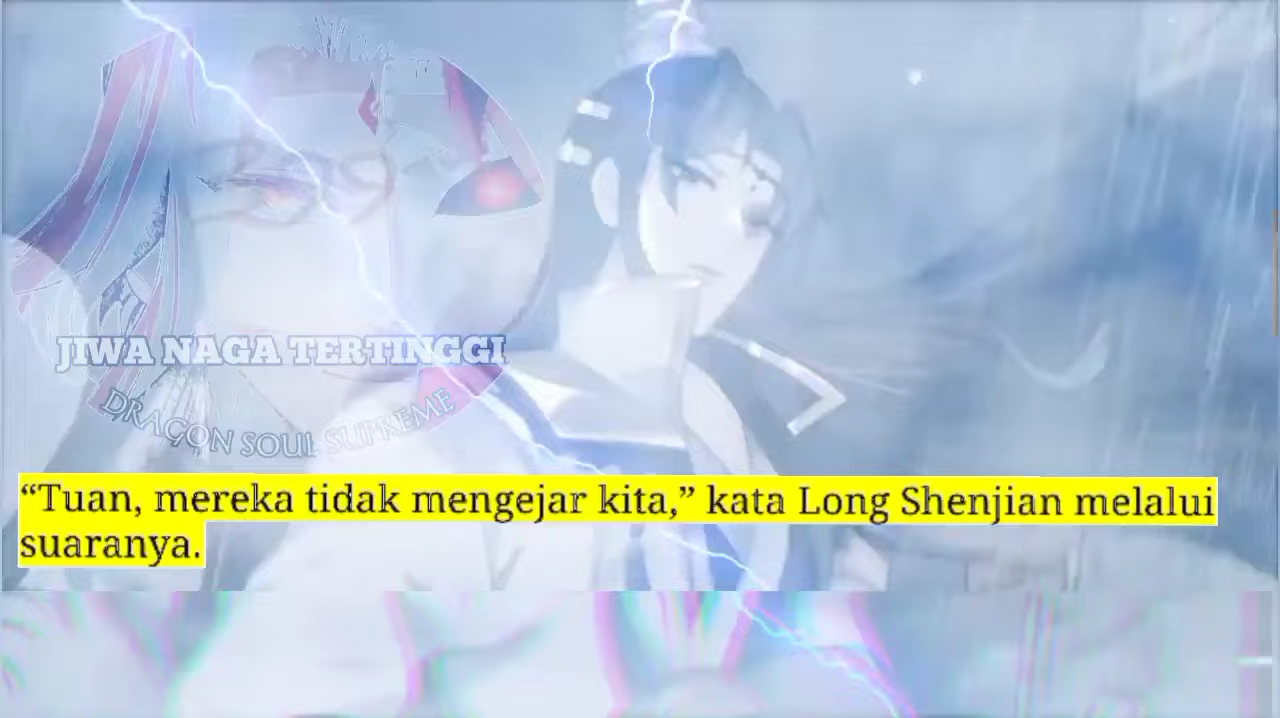 JIWA NAGA TERTINGGI
DRAGON SOUL SUPREME
“Tuan, mereka tidak mengejar kita,” kata Long Shenjian melalui
suaranya.